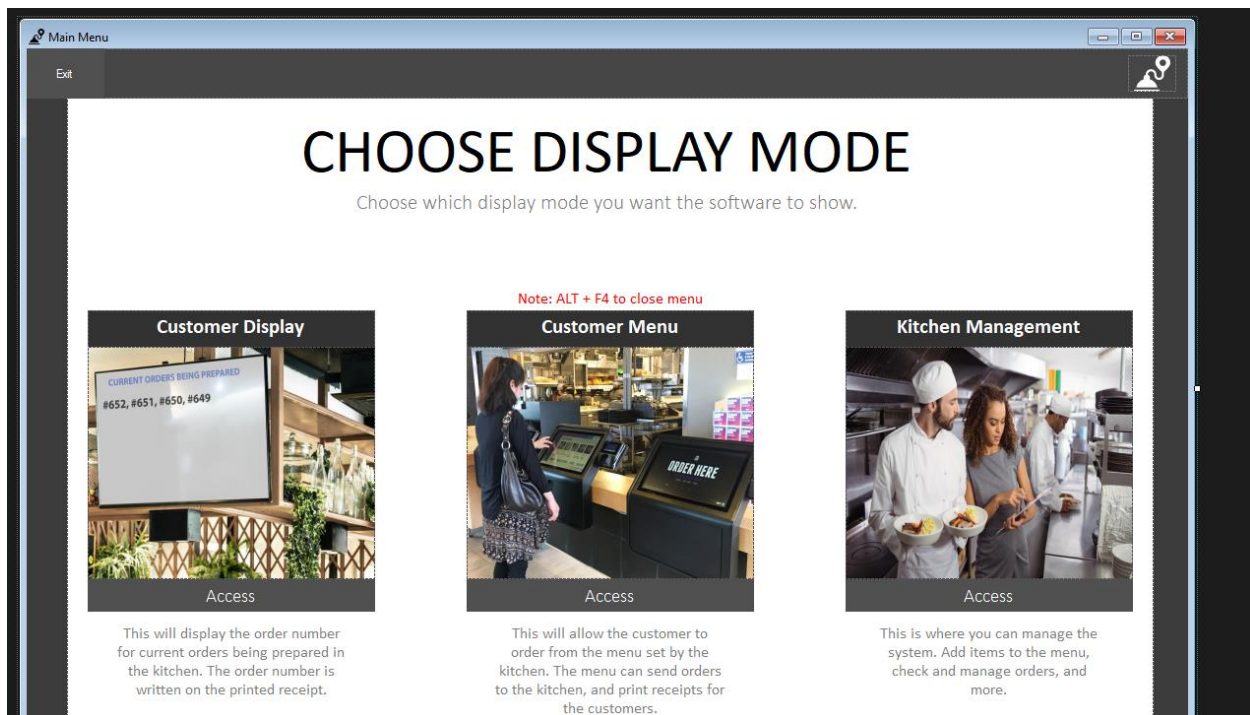 Main Menu
Exit
CHOOSE DISPLAY MODE
Choose which display mode you want the software to show.
Note: ALT + F4 to close menu
Customer Display
CURRENT ORDERS BEING PREPARED
#652, #651, #650, #649
Access
This will display the order number
for current orders being prepared in
the kitchen. The order number is
written on the printed receipt.
Customer Menu
ORDER HERE
Access
This will allow the customer to
order from the menu set by the
kitchen. The menu can send orders
to the kitchen, and print receipts for
the customers.
Kitchen Management
Access
This is where you can manage the
system. Add items to the menu,
check and manage orders, and
more.